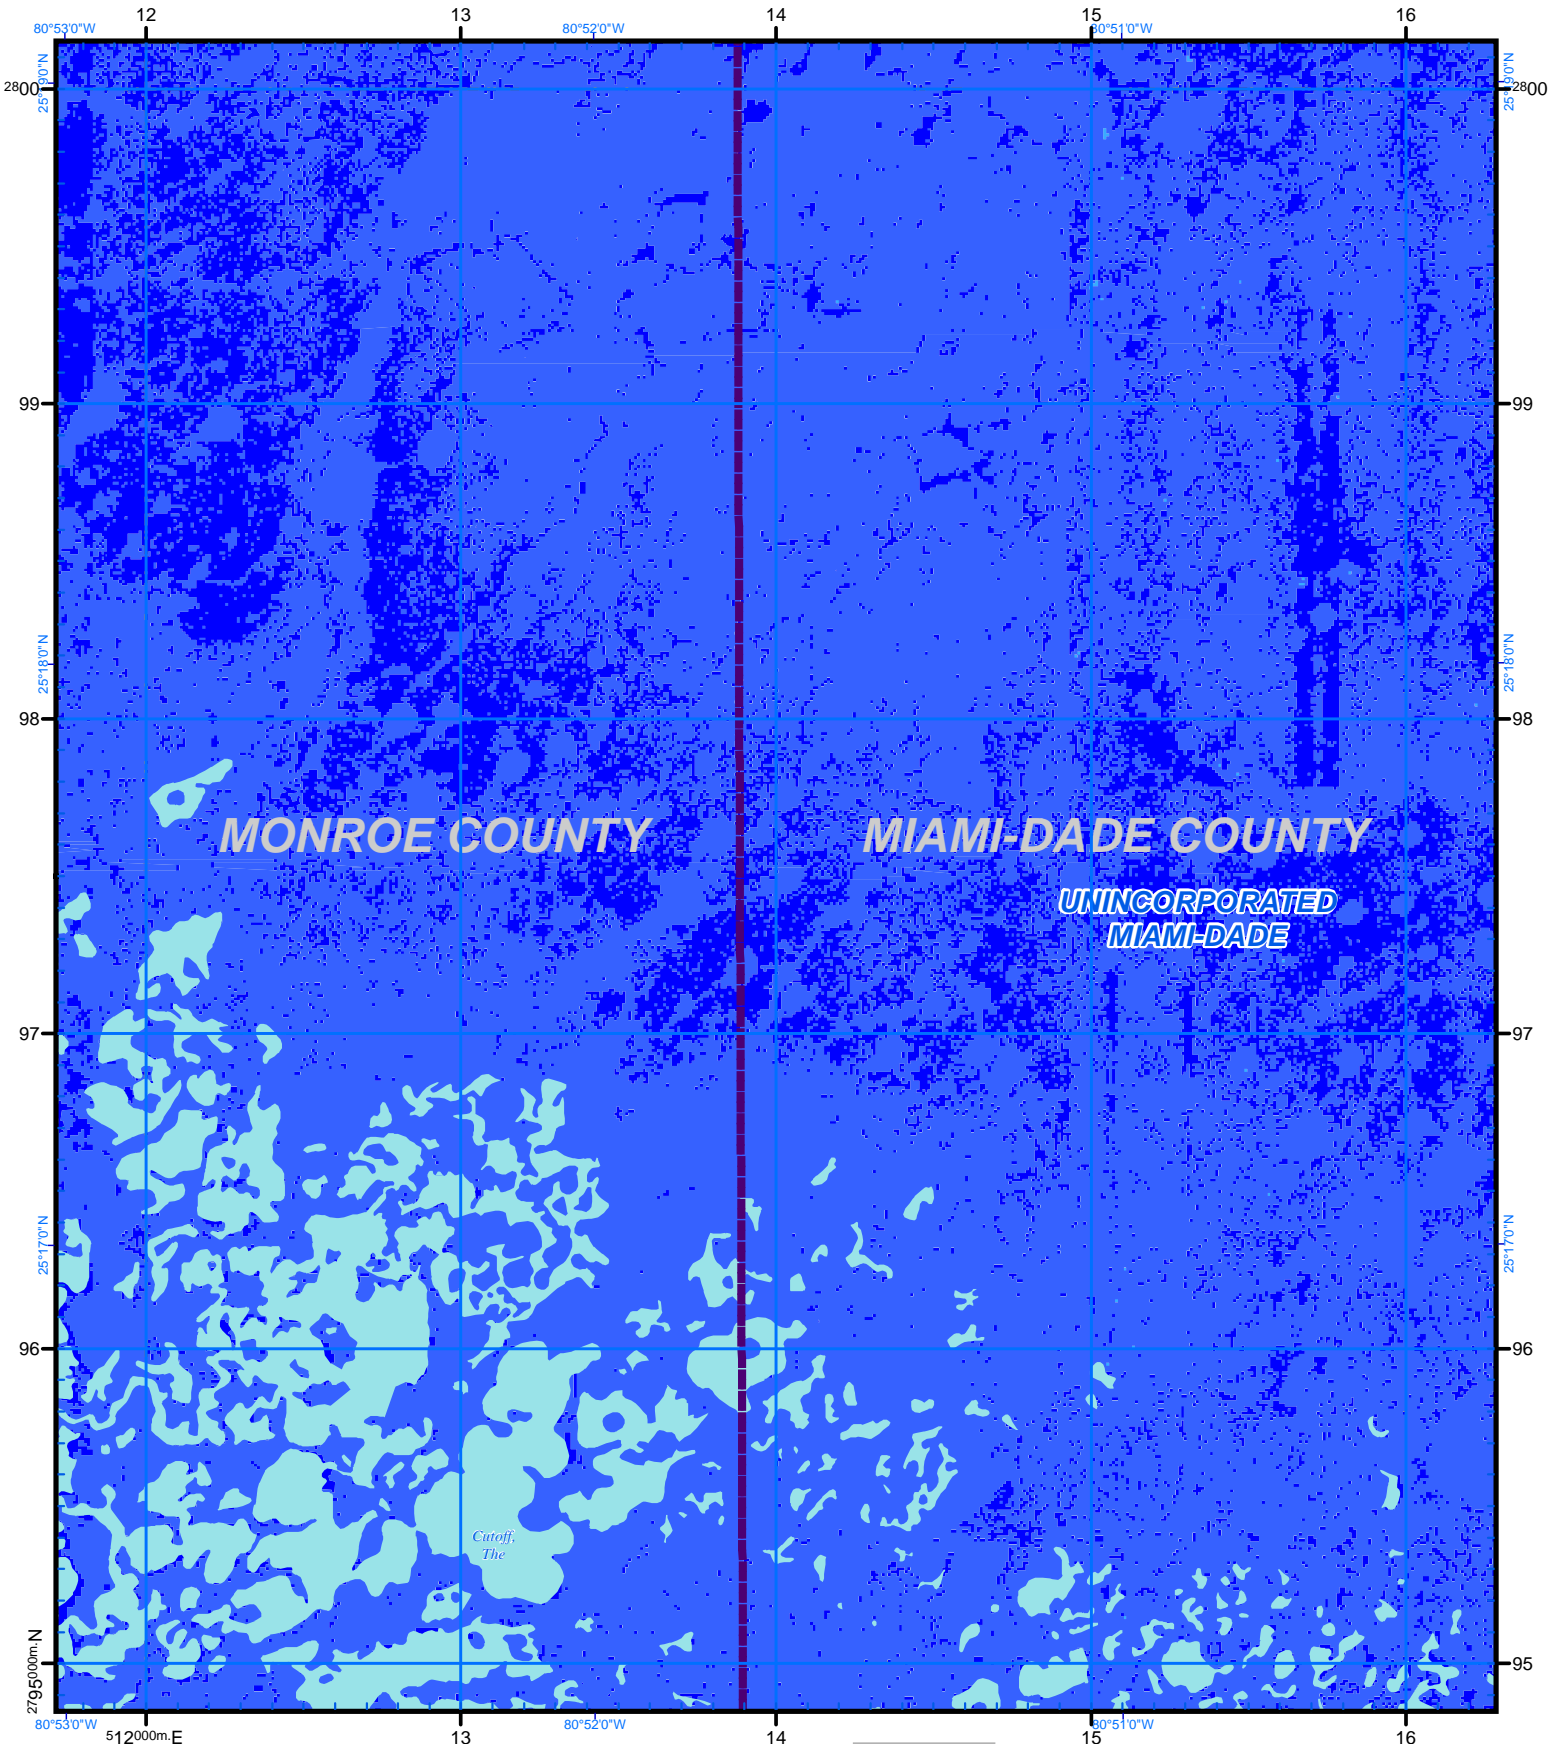 12 13 14 15 16
80°53'0"W 80°52'0"W 80°51'0"W
2800 2800
99 99
25°18'0"N 25°18'0"N
98 98
MONROE COUNTY MIAMI-DADE COUNTY
UNINCORPORATED
MIAMI-DADE
97 97
25°17'0"N 25°17'0"N
96 96
Cutoff,
The
2795000m.N 95
80°53'0"W 80°52'0"W 80°51'0"W
512000m.E 13 14 15 16